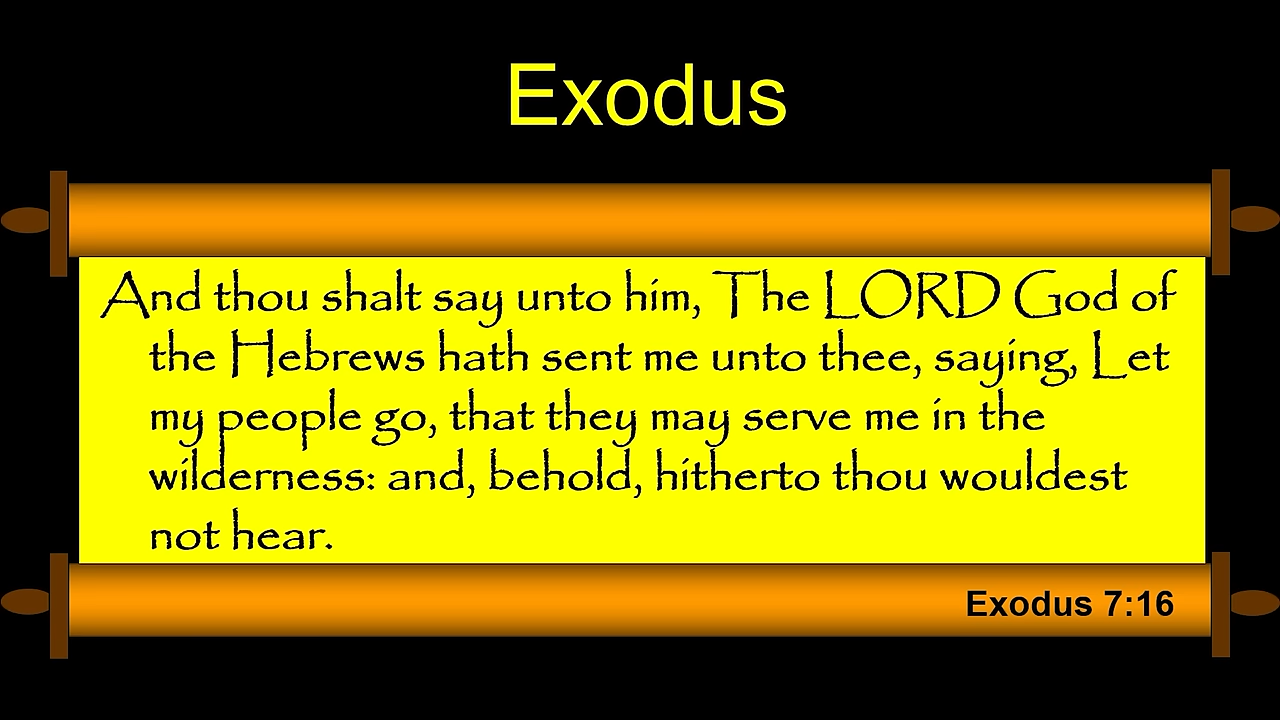 Exodus
And thou shalt say unto him, The LORD God of
the Hebrews hath sent me unto thee, saying, Let
my people go, that they may serve me in the
wilderness: and, behold, hitherto thou wouldest
not hear.
Exodus 7:16